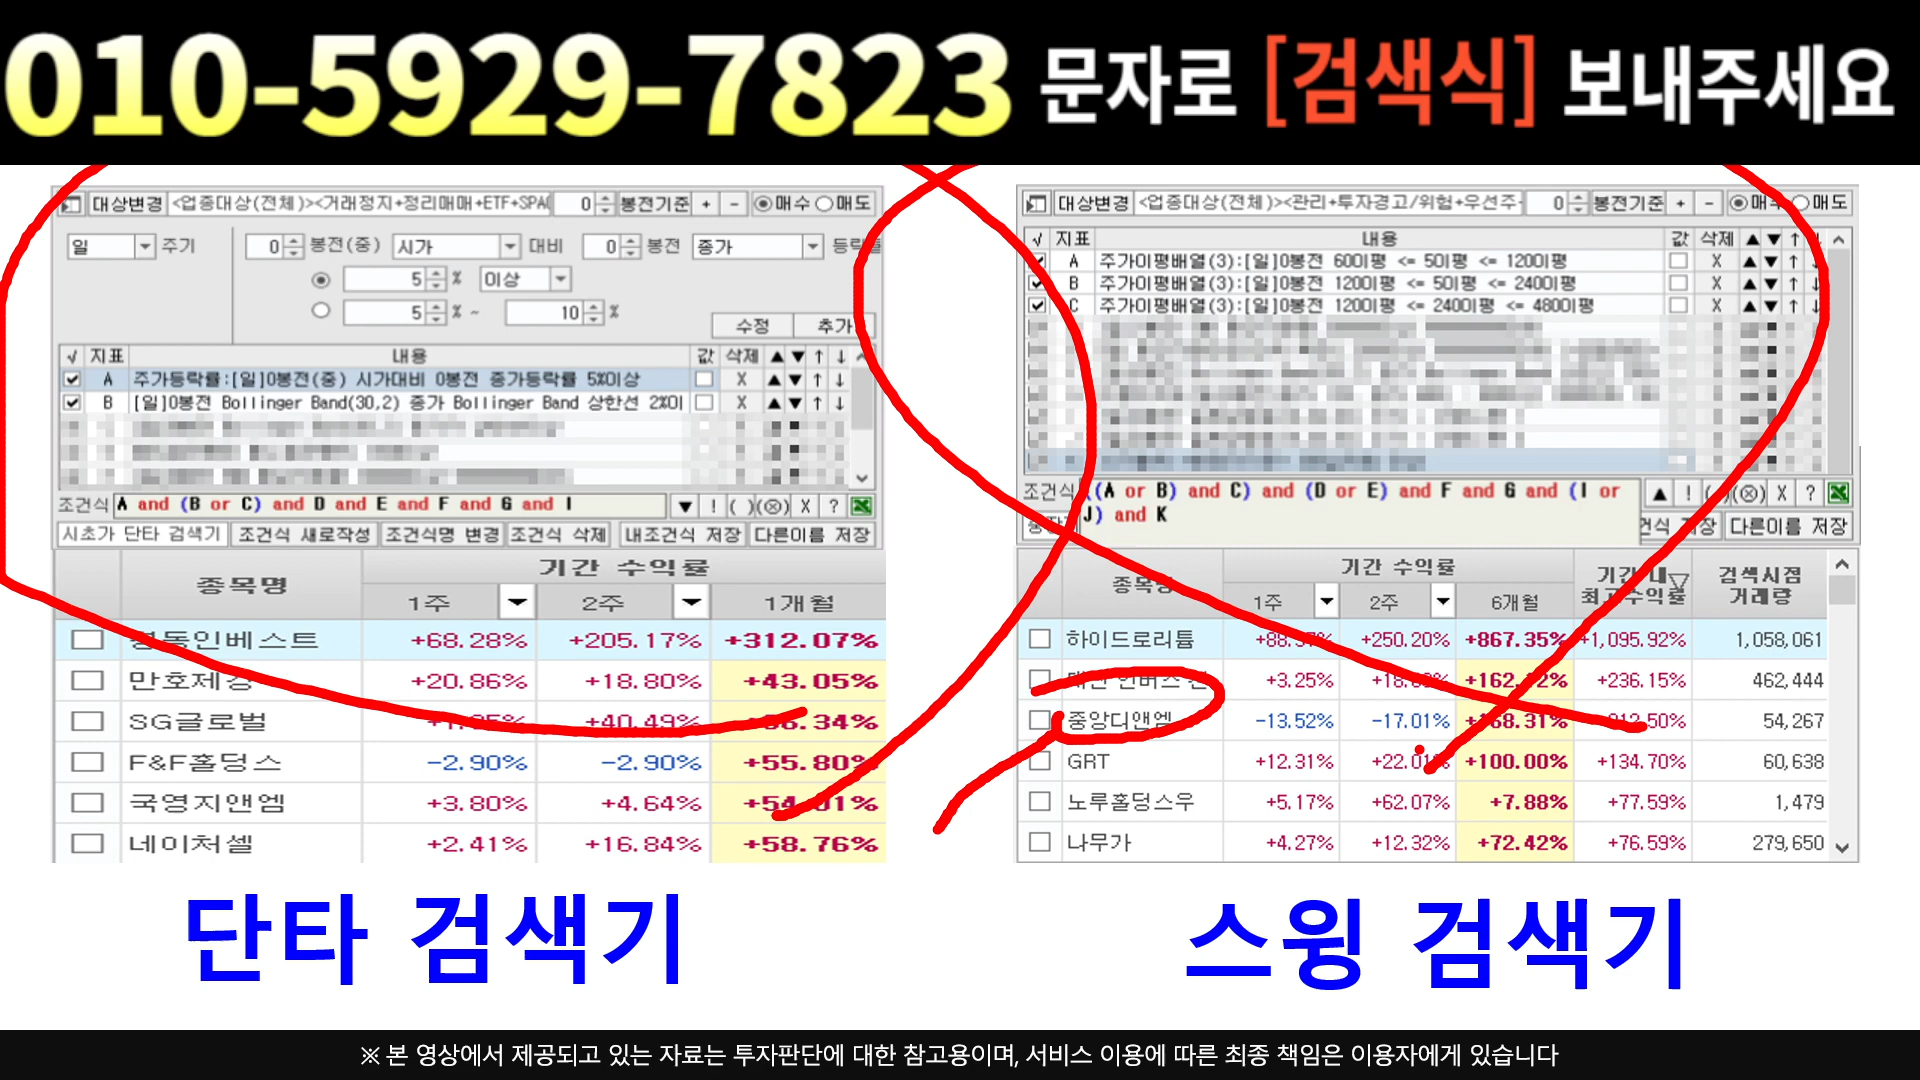 010-5929-7823 문자로 [검색식] 보내주세요
대상변경 <업종대상(전체)><거래정지+정리매매+ETF+SPAC 0 봉전기준 + - 매수 매도
일 주기 0 봉전(중) 시가 대비 0 봉전 종가
5 % 이상
5 % ~ 10 %
수정 추가
√ 지표 내용 값 삭제 ▲ ▼ ↑ ↓
A 주가등락률:[일]0봉전(중) 시가대비 0봉전 종가등락률 5%이상 X ▲ ▼ ↑ ↓
B [일]0봉전 Bollinger Band(30,2) 종가 Bollinger Band 상한선 2%이 X ▲ ▼ ↑ ↓
조건식 A and (B or C) and D and E and F and G and I ▼ ! ( ) (⊗) X ?
시초가 단타 검색기 조건식 새로작성 조건식명 변경 조건식 삭제 내조건식 저장 다른이름 저장
종목명 기간 수익률
1주 2주 1개월
+68.28% +205.17% +312.07%
만호제강 +20.86% +18.80% +43.05%
SG글로벌 +40.49%
F&F홀딩스 -2.90% -2.90% +55.80%
국영지앤엠 +3.80% +4.64%
네이처셀 +2.41% +16.84% +58.76%
단타 검색기
대상변경 <업종대상(전체)><관리+투자경고/위험+우선주+ 0 봉전기준 + - 매수 매도
√ 지표 내용 값 삭제 ▲ ▼ ↑
A 주가이평배열(3):[일]0봉전 60이평 <= 5이평 <= 120이평 X ▲ ▼ ↑
B 주가이평배열(3):[일]0봉전 120이평 <= 5이평 <= 240이평 X ▲ ▼ ↑ ↓
C 주가이평배열(3):[일]0봉전 120이평 <= 240이평 <= 480이평 X ▲ ▼ ↑ ↓
조건식 ((A or B) and C) and (D or E) and F and G and (I or ▲ ! (⊗) X ?
J) and K 저장 다른이름 저장
종목명 기간 수익률 기간 내 최고수익률 검색시점 거래량
1주 2주 6개월
하이드로리튬 +250.20% +867.35% +1,095.92% 1,058,061
+3.25% +236.15% 462,444
중앙디앤엠 -13.52% -17.01% 54,267
GRT +12.31% +100.00% +134.70% 60,638
노루홀딩스우 +5.17% +62.07% +7.88% +77.59% 1,479
나무가 +4.27% +12.32% +72.42% +76.59% 279,650
스윙 검색기
※ 본 영상에서 제공되고 있는 자료는 투자판단에 대한 참고용이며, 서비스 이용에 따른 최종 책임은 이용자에게 있습니다